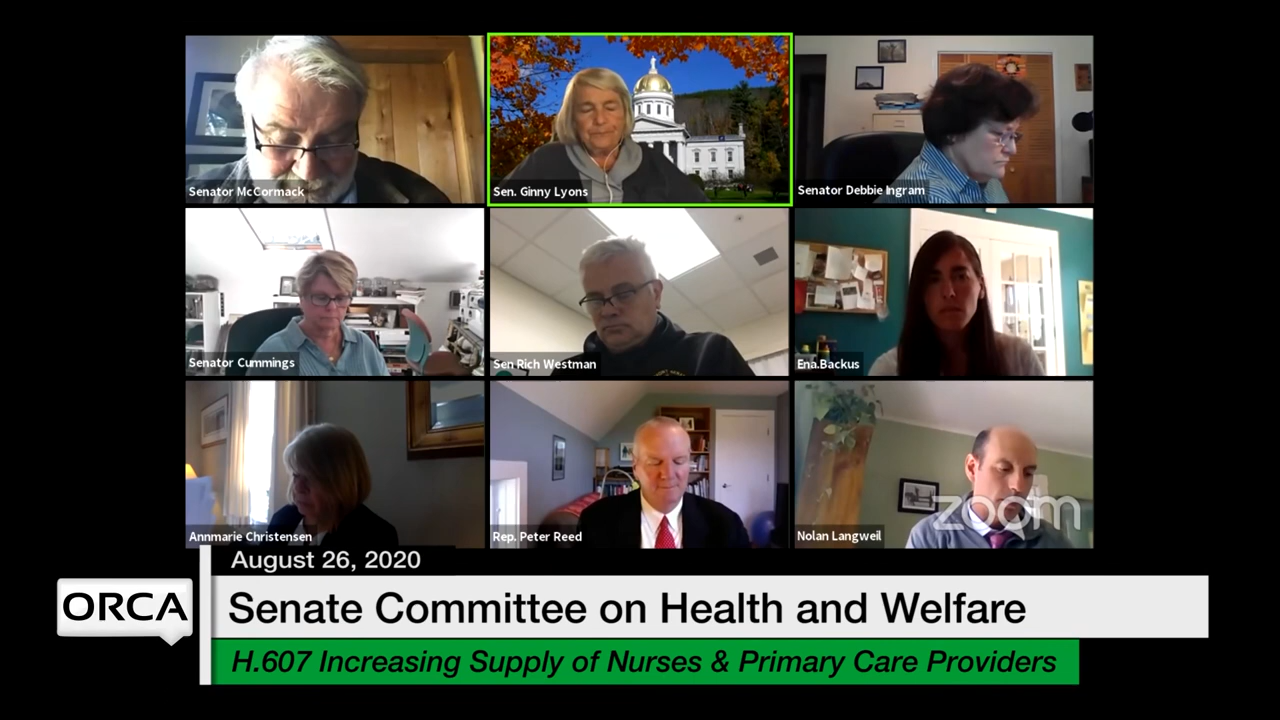 Senator McCormack
Sen. Ginny Lyons
Senator Debbie Ingram
Senator Cummings
Sen Rich Westman
Ena.Backus
Annmarie Christensen
Rep. Peter Reed
Nolan Langweil
zoom
August 26, 2020
ORCA
Senate Committee on Health and Welfare
H.607 Increasing Supply of Nurses & Primary Care Providers